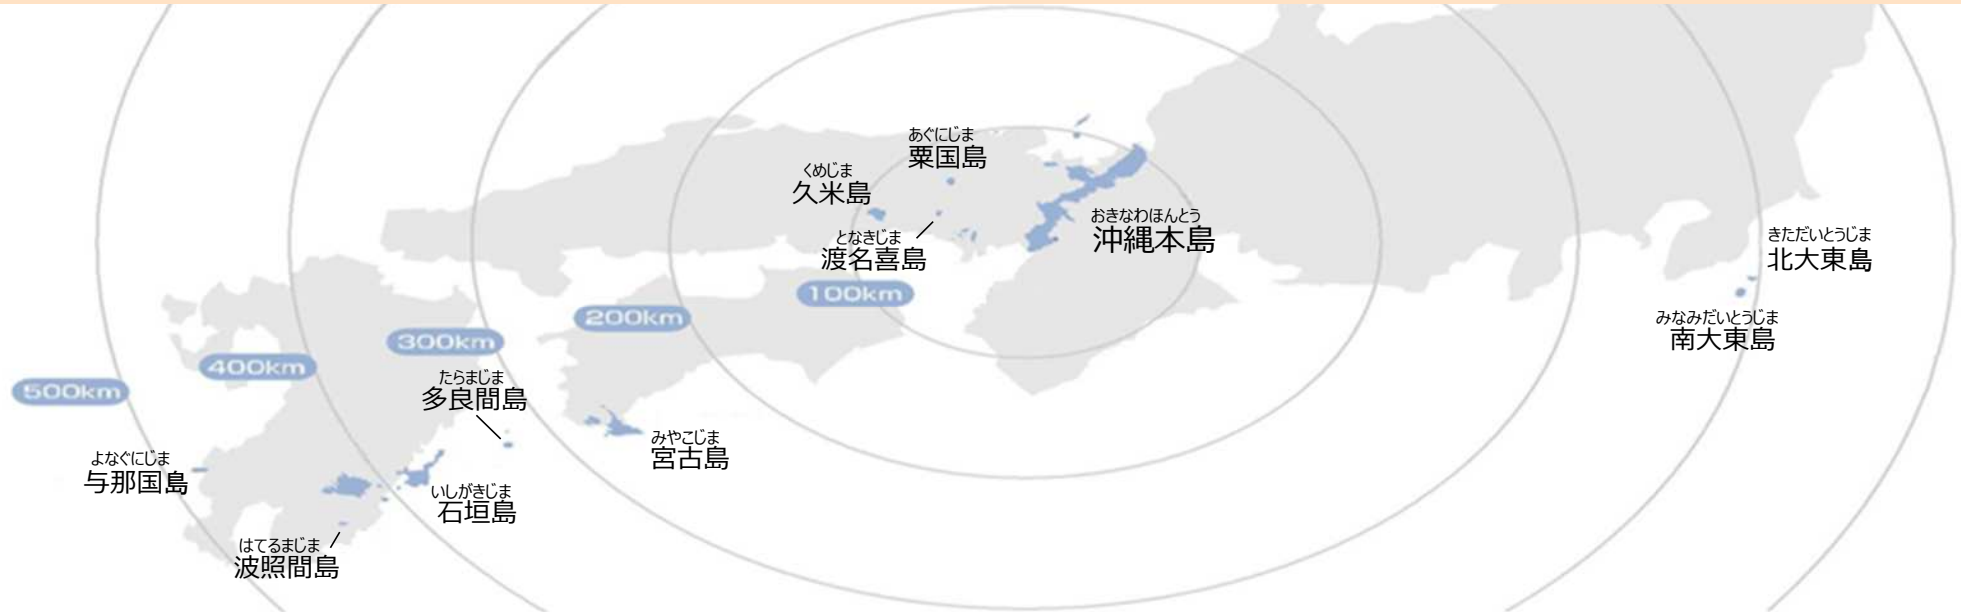 あぐにじま
粟国島
くめじま
久米島
となきじま
渡名喜島
おきなわほんとう
沖縄本島
きただいとうじま
北大東島
みなみだいとうじま
南大東島
100km
200km
300km
400km
500km
たらまじま
多良間島
みやこじま
宮古島
よなぐにじま
与那国島
いしがきじま
石垣島
はてるまじま
波照間島